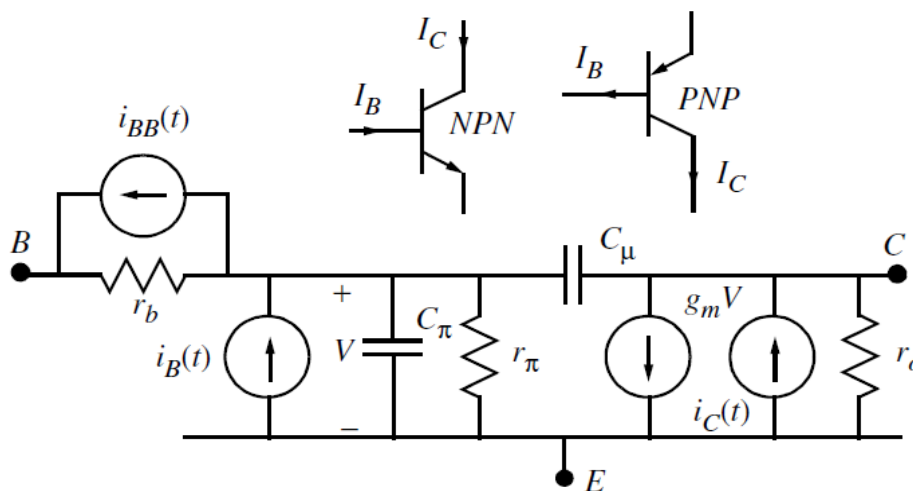 I_C
I_B
NPN
I_B
PNP
I_C
i_BB(t)
B
r_b
C_μ
C
+
V
−
C_π
r_π
g_mV
i_B(t)
i_C(t)
E